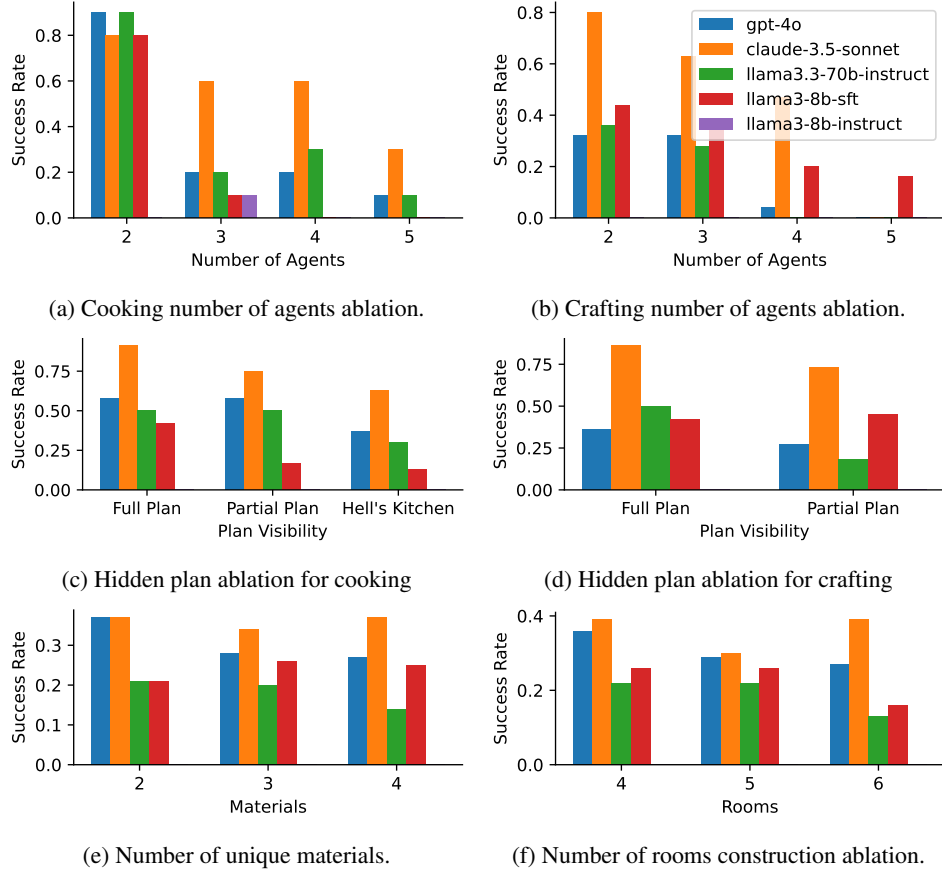 Success Rate
0.8
0.6
0.4
0.2
0.0
2 3 4 5
Number of Agents
(a) Cooking number of agents ablation.
Success Rate
0.8
0.6
0.4
0.2
0.0
gpt-4o
claude-3.5-sonnet
llama3.3-70b-instruct
llama3-8b-sft
llama3-8b-instruct
2 3 4 5
Number of Agents
(b) Crafting number of agents ablation.
Success Rate
0.75
0.50
0.25
0.00
Full Plan Partial Plan Hell's Kitchen
Plan Visibility
(c) Hidden plan ablation for cooking
Success Rate
0.75
0.50
0.25
0.00
Full Plan Partial Plan
Plan Visibility
(d) Hidden plan ablation for crafting
Success Rate
0.3
0.2
0.1
0.0
2 3 4
Materials
(e) Number of unique materials.
Success Rate
0.4
0.2
0.0
4 5 6
Rooms
(f) Number of rooms construction ablation.